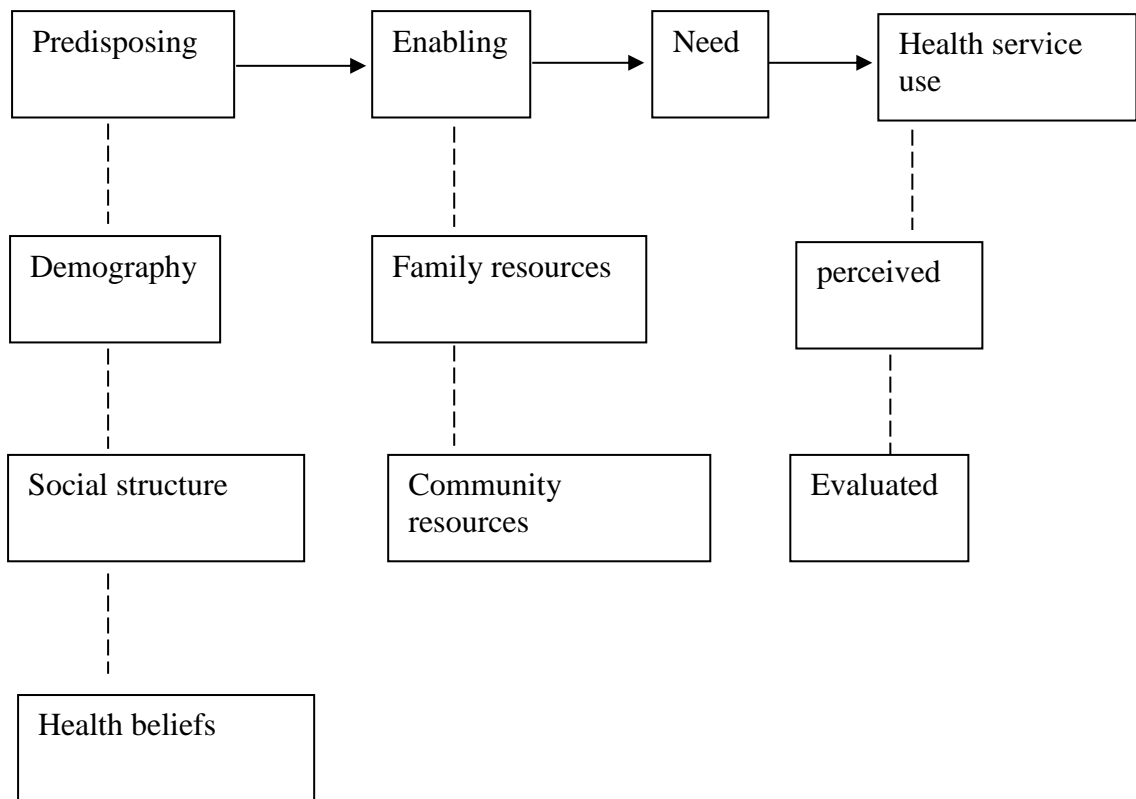 Predisposing
Enabling
Need
Health service
use
Demography
Family resources
perceived
Social structure
Community
resources
Evaluated
Health beliefs